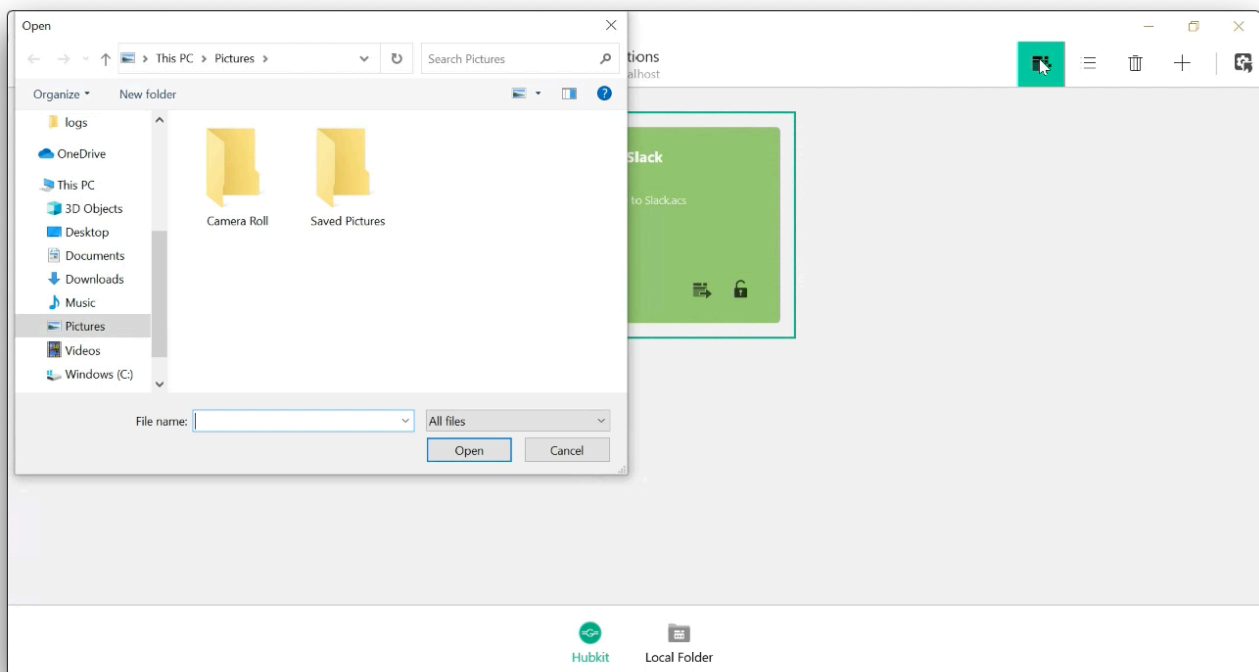 Open
This PC
Pictures
Search Pictures
Organize
New folder
logs
OneDrive
This PC
3D Objects
Desktop
Documents
Downloads
Music
Pictures
Videos
Windows (C:)
Camera Roll
Saved Pictures
File name:
All files
Open
Cancel
tions
alhost
Slack
to Slack.acs
Hubkit
Local Folder